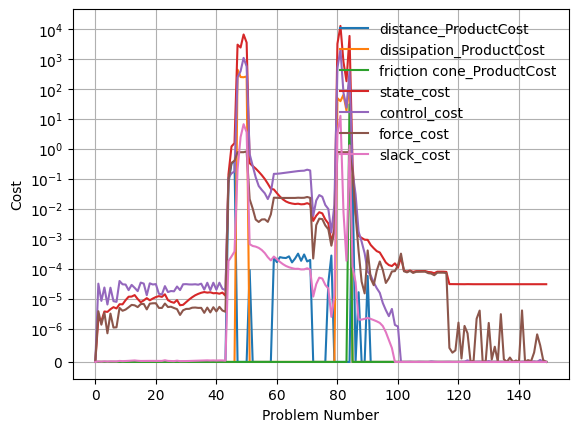 distance_ProductCost
dissipation_ProductCost
friction cone_ProductCost
state_cost
control_cost
force_cost
slack_cost
Cost
10⁴
10³
10²
10¹
10⁰
10⁻¹
10⁻²
10⁻³
10⁻⁴
10⁻⁵
10⁻⁶
0
0 20 40 60 80 100 120 140
Problem Number